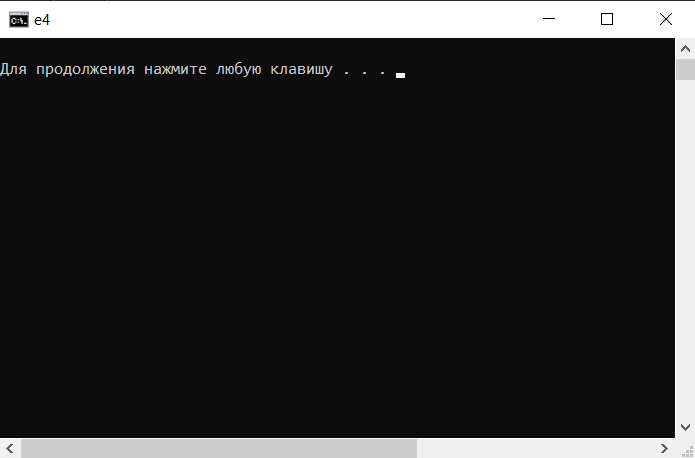 e4
Для продолжения нажмите любую клавишу . . .